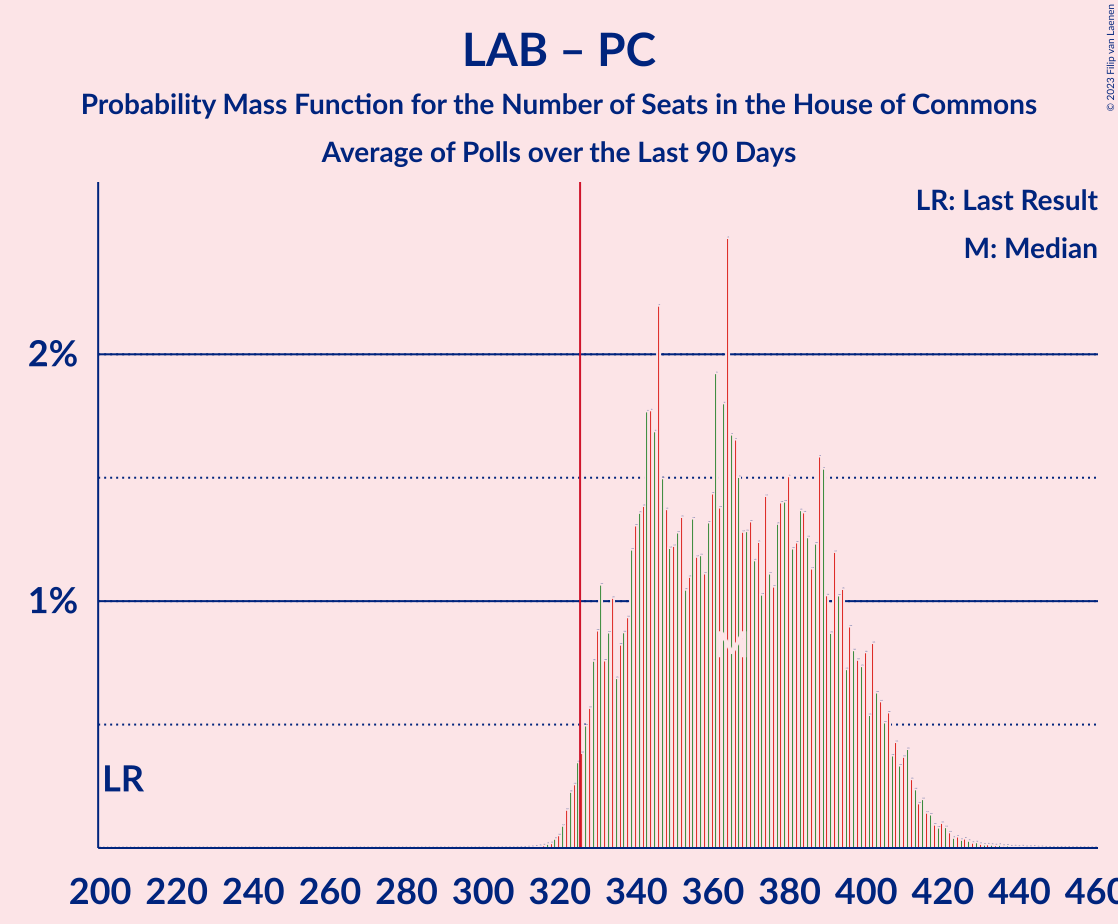 LAB – PC
Probability Mass Function for the Number of Seats in the House of Commons
Average of Polls over the Last 90 Days
© 2023 Filip van Laenen
LR: Last Result
M: Median
2%
1%
M
LR
200 220 240 260 280 300 320 340 360 380 400 420 440 460